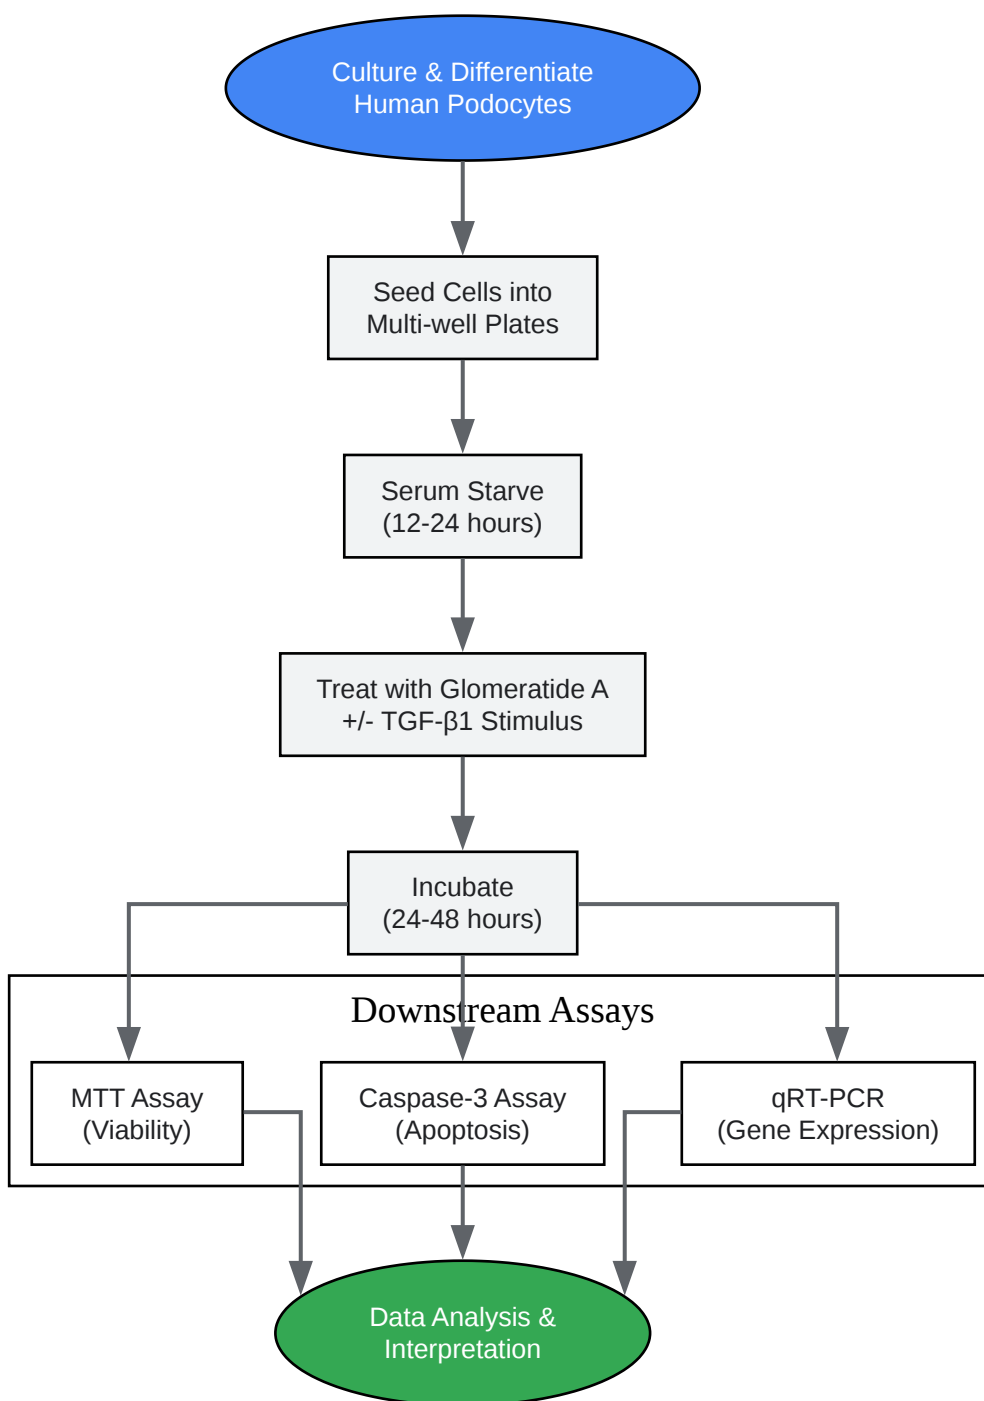 Culture & Differentiate
Human Podocytes
Seed Cells into
Multi-well Plates
Serum Starve
(12-24 hours)
Treat with Glomeratide A
+/- TGF-β1 Stimulus
Incubate
(24-48 hours)
Downstream Assays
MTT Assay
(Viability)
Caspase-3 Assay
(Apoptosis)
qRT-PCR
(Gene Expression)
Data Analysis &
Interpretation